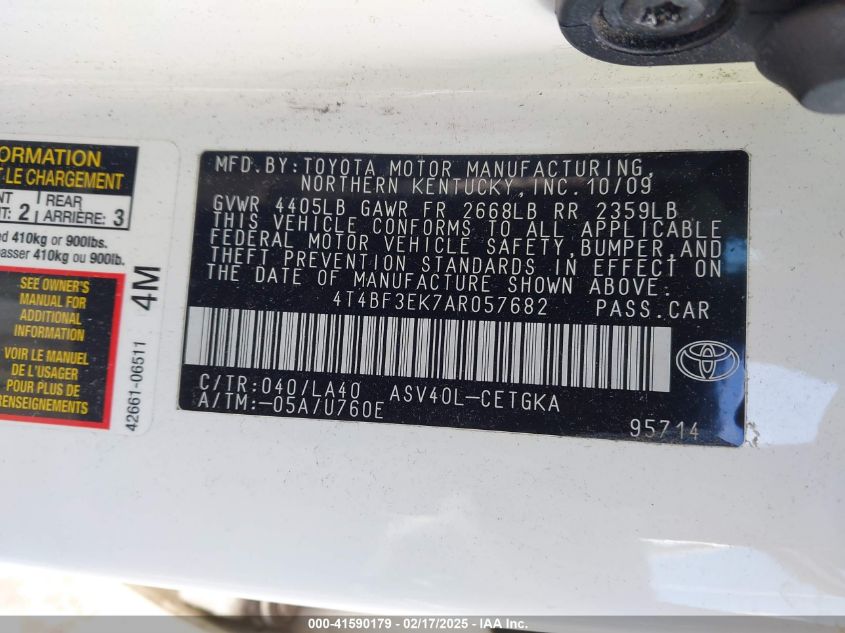 ORMATION
LE CHARGEMENT
2
REAR
ARRIÈRE: 3
410kg or 900lbs.
passer 410kg ou 900lb.
SEE OWNER'S
MANUAL FOR
ADDITIONAL
INFORMATION
VOIR LE MANUEL
DE L'USAGER
POUR PLUS DE
RENSEIGNEMENTS
4M
42661-06511
MFD.BY:TOYOTA MOTOR MANUFACTURING,
NORTHERN KENTUCKY,INC.10/09
GVWR 4405LB GAWR FR 2668LB RR 2359LB
THIS VEHICLE CONFORMS TO ALL APPLICABLE
FEDERAL MOTOR VEHICLE SAFETY,BUMPER,AND
THEFT PREVENTION STANDARDS IN EFFECT ON
THE DATE OF MANUFACTURE SHOWN ABOVE.
4T4BF3EK7AR057682 PASS.CAR
C/TR:040/LA40 ASV40L-CETGKA
A/TM:-05A/U760E
95714
000-41590179 - 02/17/2025 - IAA Inc.